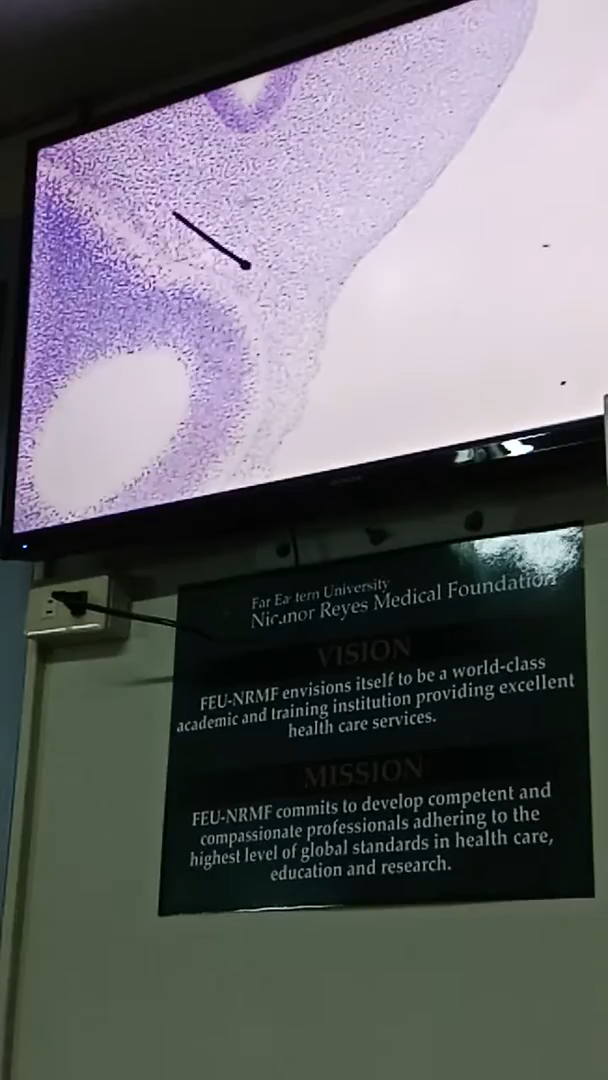 Far Eastern University
Nicanor Reyes Medical Foundation
VISION
FEU-NRMF envisions itself to be a world-class
academic and training institution providing excellent
health care services.
MISSION
FEU-NRMF commits to develop competent and
compassionate professionals adhering to the
highest level of global standards in health care,
education and research.